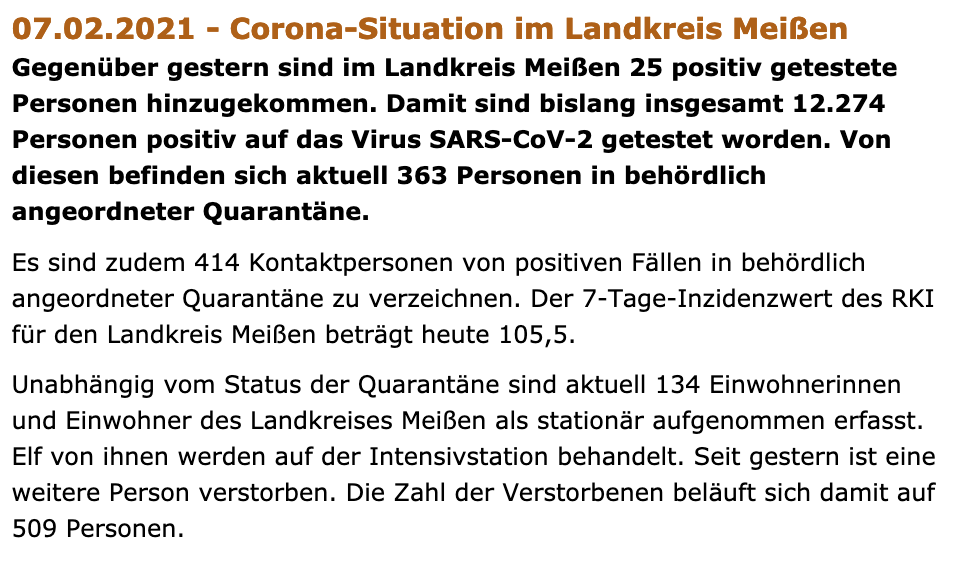 07.02.2021 - Corona-Situation im Landkreis Meißen
Gegenüber gestern sind im Landkreis Meißen 25 positiv getestete
Personen hinzugekommen. Damit sind bislang insgesamt 12.274
Personen positiv auf das Virus SARS-CoV-2 getestet worden. Von
diesen befinden sich aktuell 363 Personen in behördlich
angeordneter Quarantäne.
Es sind zudem 414 Kontaktpersonen von positiven Fällen in behördlich
angeordneter Quarantäne zu verzeichnen. Der 7-Tage-Inzidenzwert des RKI
für den Landkreis Meißen beträgt heute 105,5.
Unabhängig vom Status der Quarantäne sind aktuell 134 Einwohnerinnen
und Einwohner des Landkreises Meißen als stationär aufgenommen erfasst.
Elf von ihnen werden auf der Intensivstation behandelt. Seit gestern ist eine
weitere Person verstorben. Die Zahl der Verstorbenen beläuft sich damit auf
509 Personen.